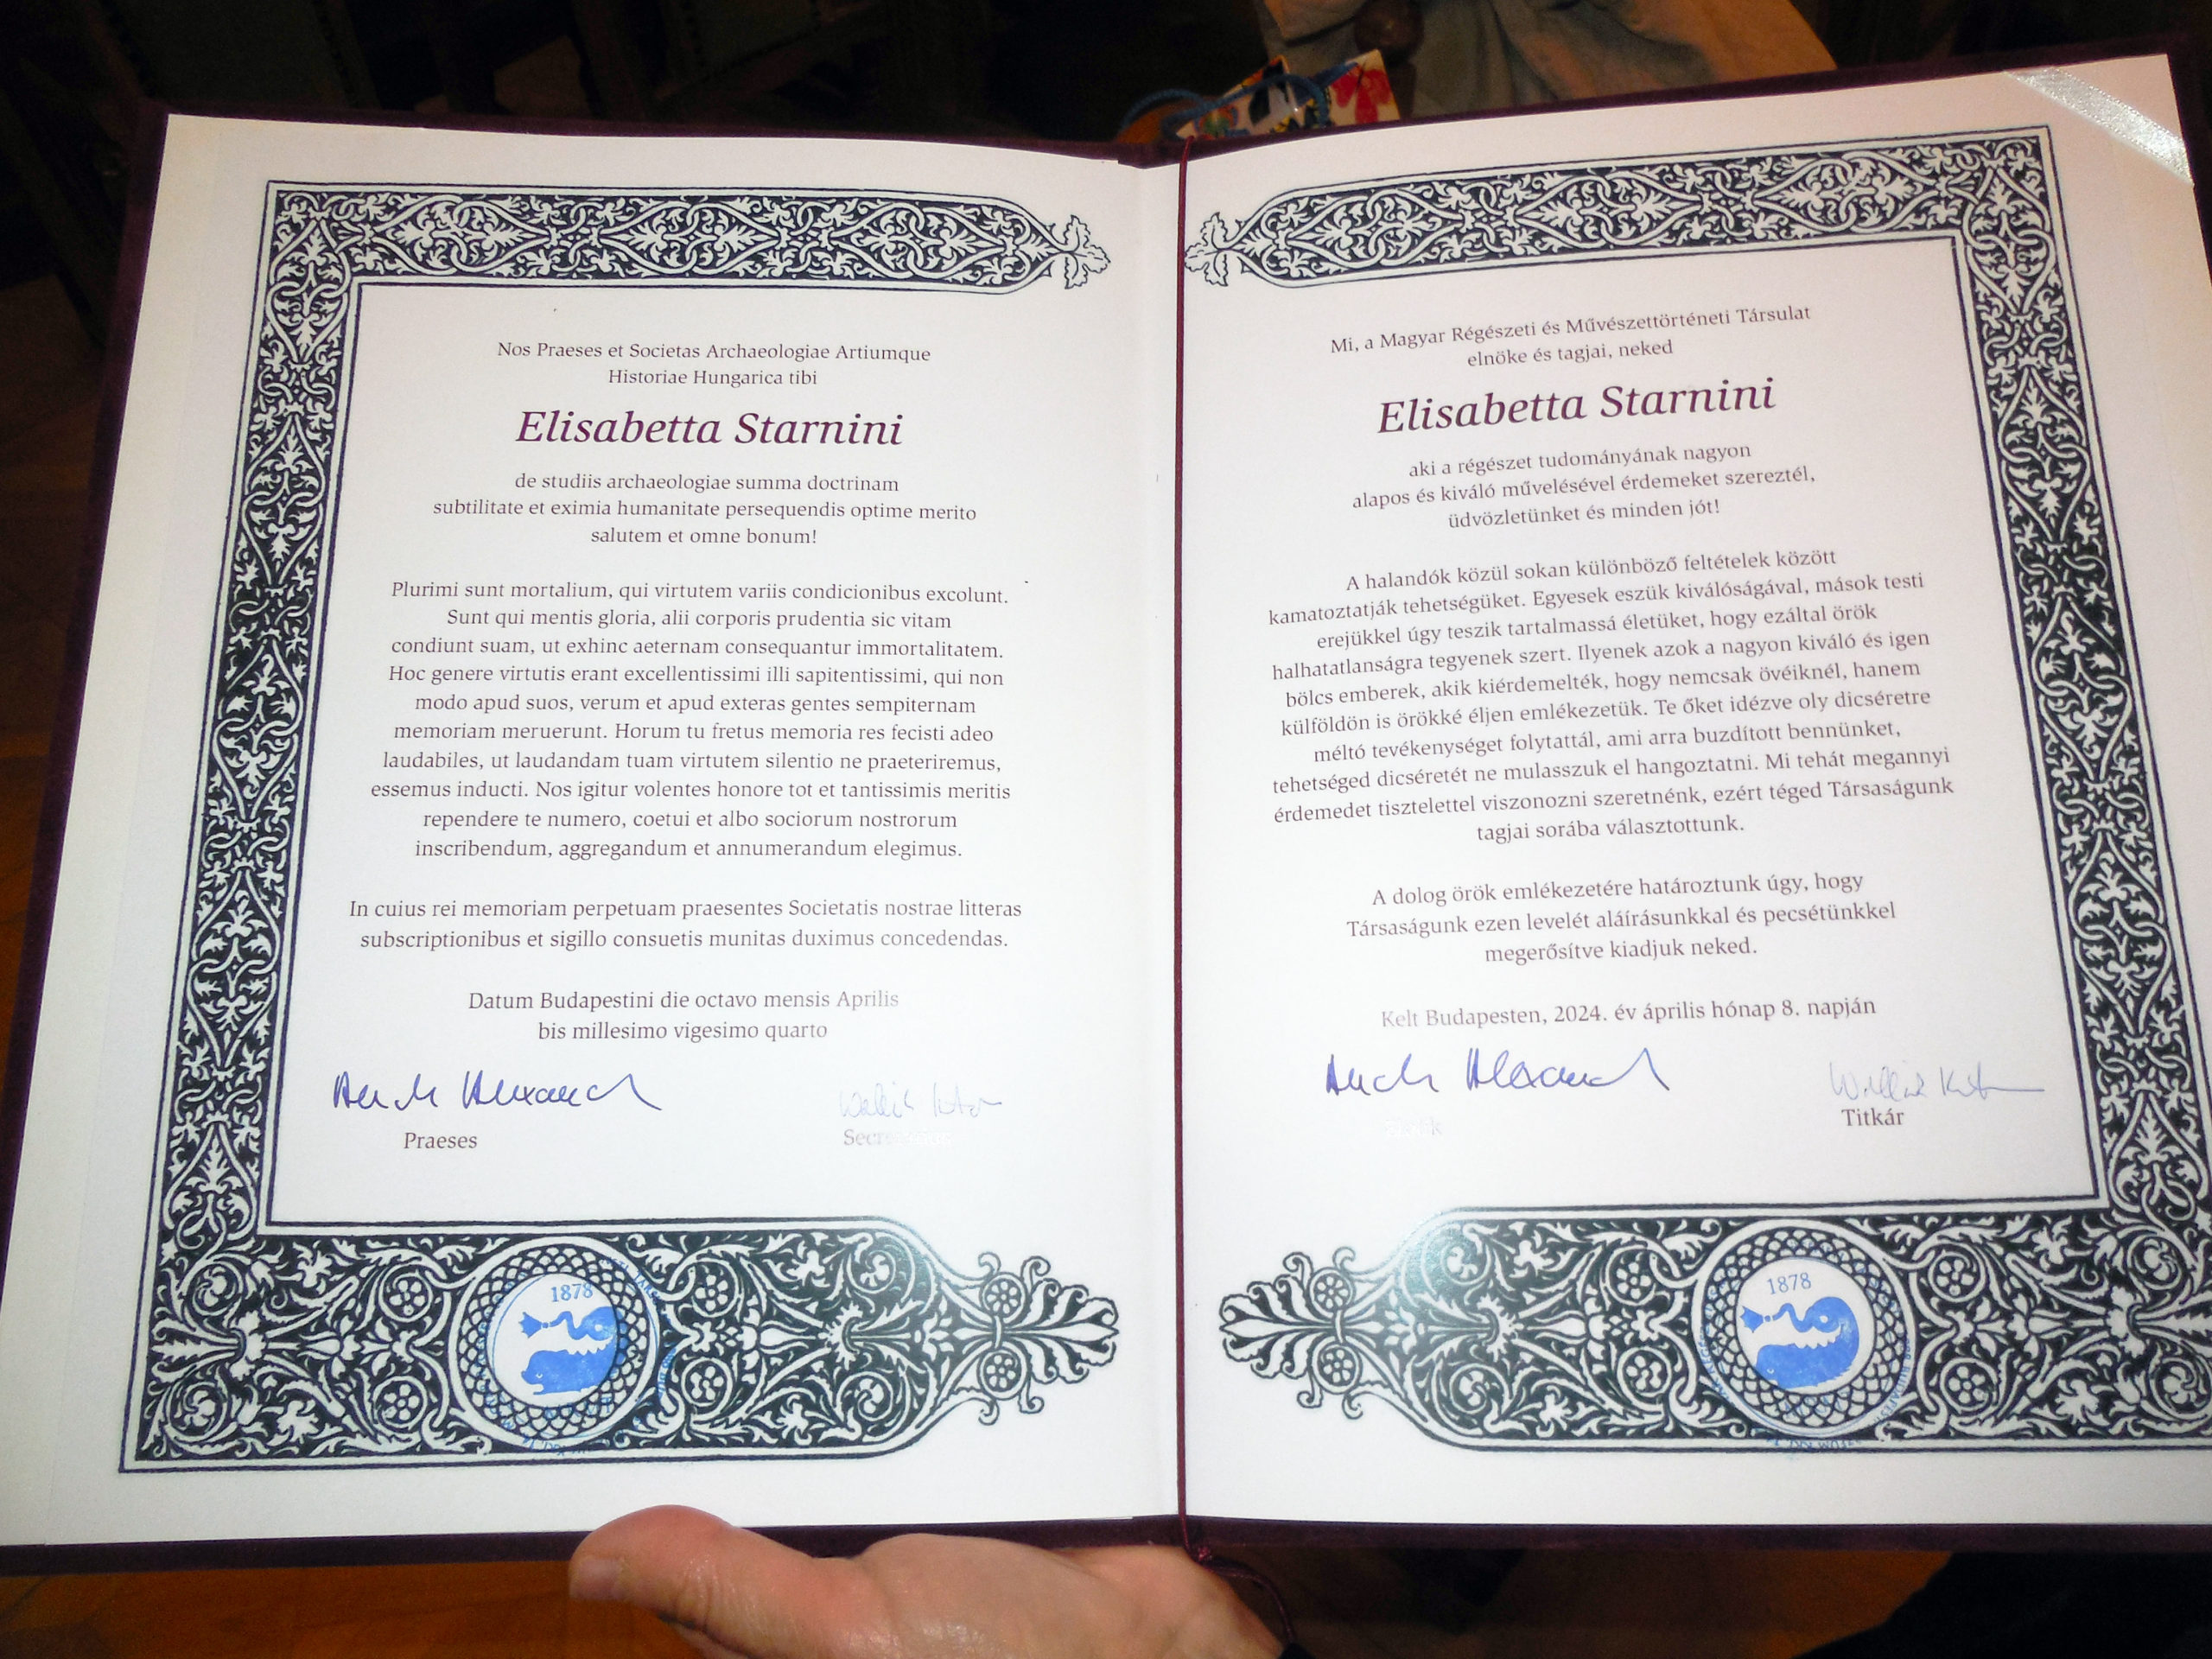 Nos Praeses et Societas Archaeologiae Artiumque
Historiae Hungarica tibi
Elisabetta Starnini
de studiis archaeologiae summa doctrinam
subtilitate et eximia humanitate persequendis optime merito
salutem et omne bonum!
Plurimi sunt mortalium, qui virtutem variis condicionibus excolunt.
Sunt qui mentis gloria, alii corporis prudentia sic vitam
condiunt suam, ut exhinc aeternam consequantur immortalitatem.
Hoc genere virtutis erant excellentissimi illi sapitentissimi, qui non
modo apud suos, verum et apud exteras gentes sempiternam
memoriam meruerunt. Horum tu fretus memoria res fecisti adeo
laudabiles, ut laudandam tuam virtutem silentio ne praeteriremus,
essemus inducti. Nos igitur volentes honore tot et tantissimis meritis
rependere te numero, coetui et albo sociorum nostrorum
inscribendum, aggregandum et annumerandum elegimus.
In cuius rei memoriam perpetuam praesentes Societatis nostrae litteras
subscriptionibus et sigillo consuetis munitas duximus concedendas.
Datum Budapestini die octavo mensis Aprilis
bis millesimo vigesimo quarto
Praeses
1878
Mi, a Magyar Régészeti és Művészettörténeti Társulat
elnöke és tagjai, neked
Elisabetta Starnini
aki a régészet tudományának nagyon
alapos és kiváló művelésével érdemeket szereztél,
üdvözletünket és minden jót!
A halandók közül sokan különböző feltételek között
kamatoztatják tehetségüket. Egyesek eszük kiválóságával, mások testi
erejükkel úgy teszik tartalmassá életüket, hogy ezáltal örök
halhatatlanságra tegyenek szert. Ilyenek azok a nagyon kiváló és igen
bölcs emberek, akik kiérdemelték, hogy nemcsak övéiknél, hanem
külföldön is örökké éljen emlékezetük. Te őket idézve oly dicséretre
méltó tevékenységet folytattál, ami arra buzdított bennünket,
tehetséged dicséretét ne mulasszuk el hangoztatni. Mi tehát megannyi
érdemedet tisztelettel viszonozni szeretnénk, ezért téged Társaságunk
tagjai sorába választottunk.
A dolog örök emlékezetére határoztunk úgy, hogy
Társaságunk ezen levelét aláírásunkkal és pecsétünkkel
megerősítve kiadjuk neked.
Kelt Budapesten, 2024. év április hónap 8. napján
Titkár
1878